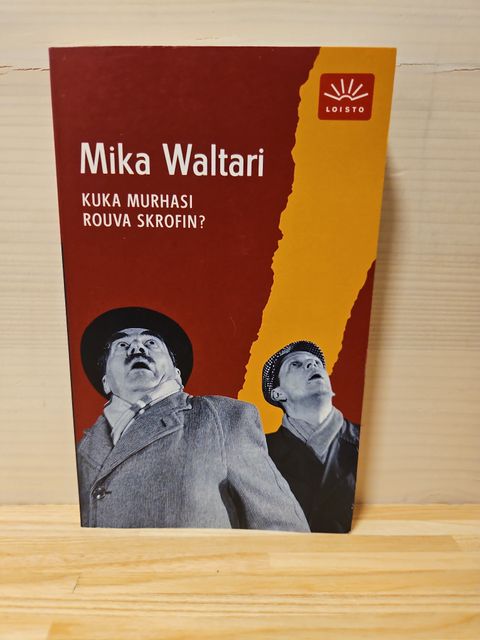 LOISTO
Mika Waltari
KUKA MURHASI
ROUVA SKROFIN?